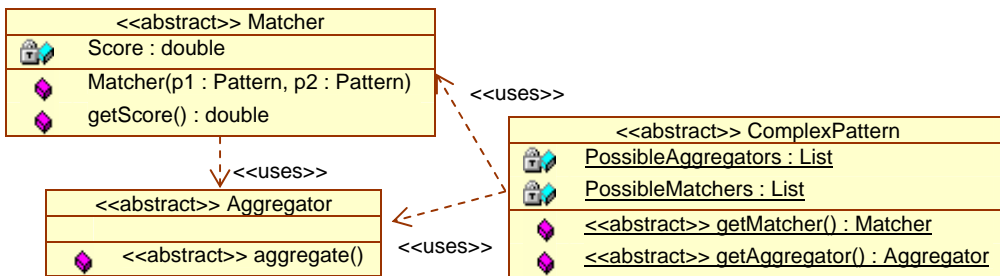 <<abstract>> Matcher
Score : double
Matcher(p1 : Pattern, p2 : Pattern)
getScore() : double
<<uses>>
<<uses>>
<<abstract>> Aggregator
<<abstract>> aggregate()
<<uses>>
<<abstract>> ComplexPattern
PossibleAggregators : List
PossibleMatchers : List
<<abstract>> getMatcher() : Matcher
<<abstract>> getAggregator() : Aggregator